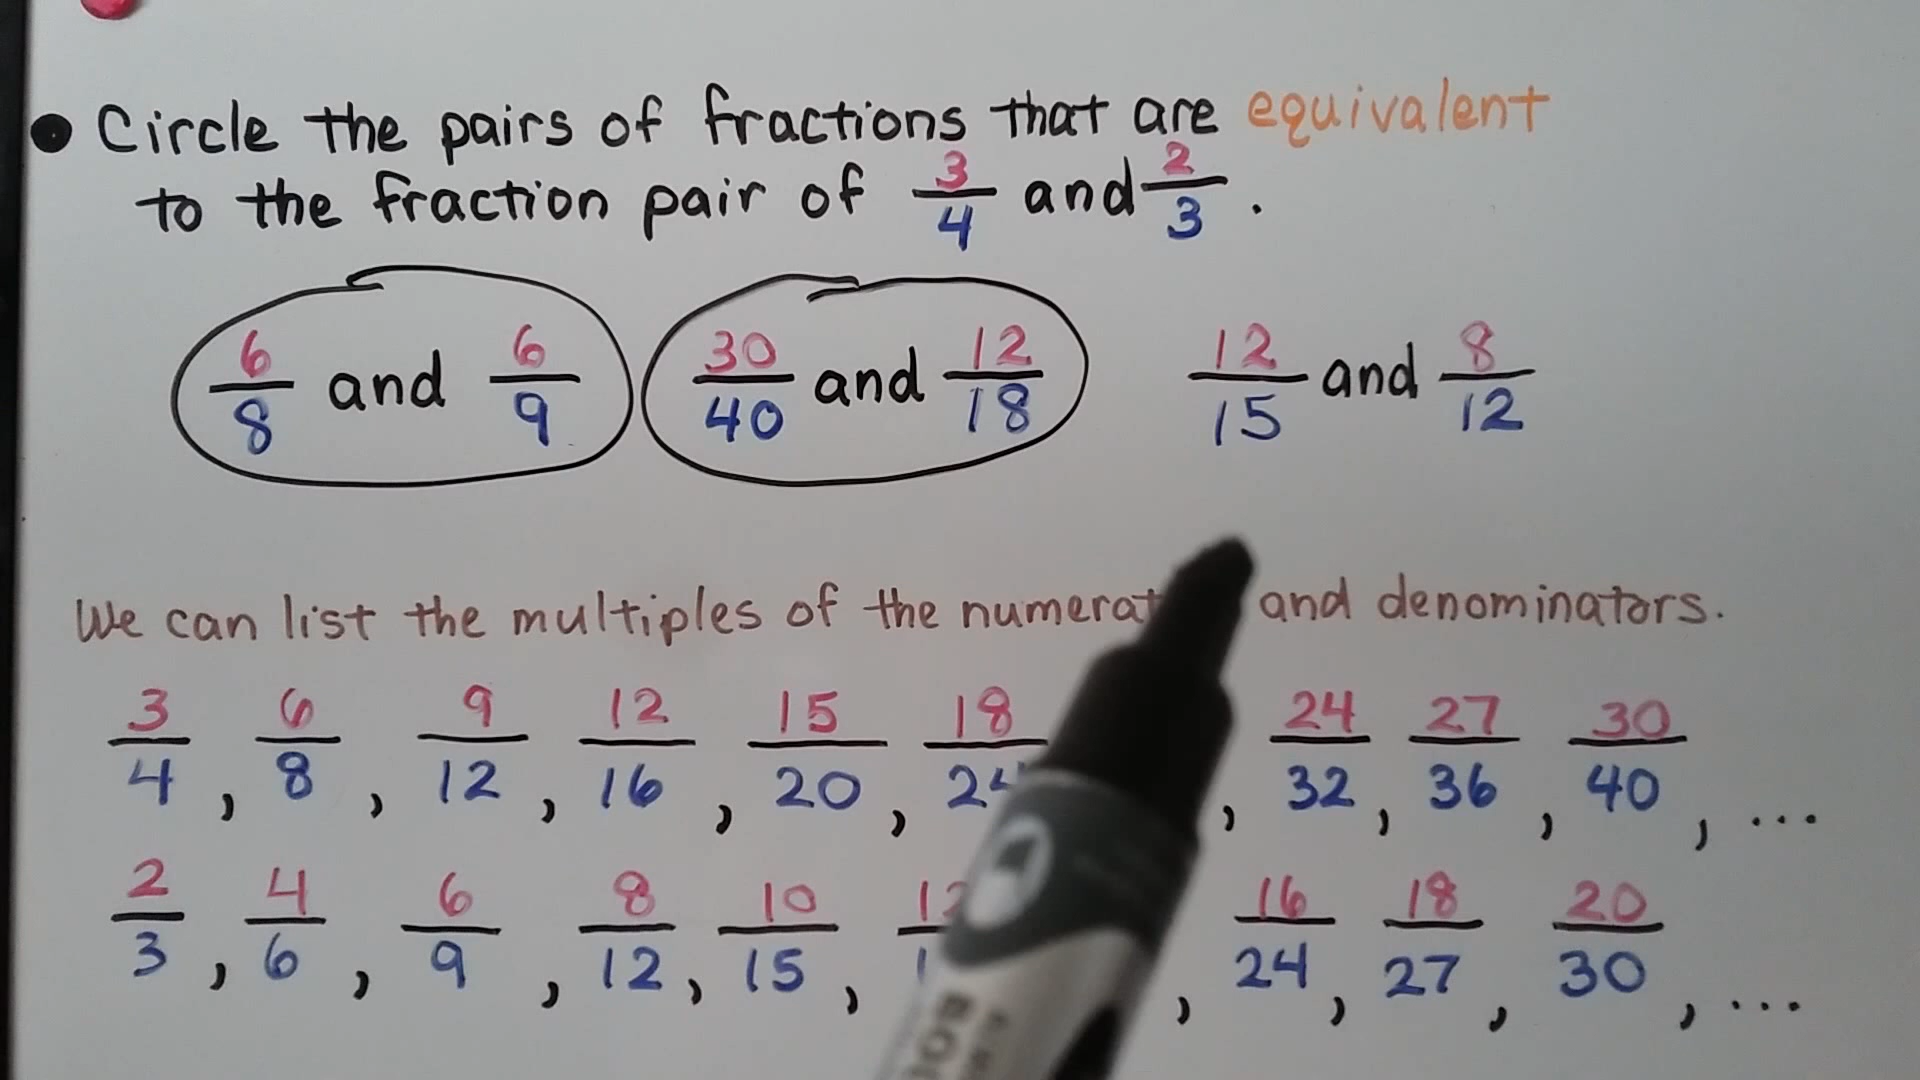 Circle the pairs of fractions that are equivalent
to the fraction pair of 3/4 and 2/3.
6/8 and 6/9 30/40 and 12/18 12/15 and 8/12
We can list the multiples of the and denominators.
3/4, 6/8, 9/12, 12/16, 15/20, 18/24, 24/32, 27/36, 30/40, ...
2/3, 4/6, 6/9, 8/12, 10/15, 16/24, 18/27, 20/30, ...